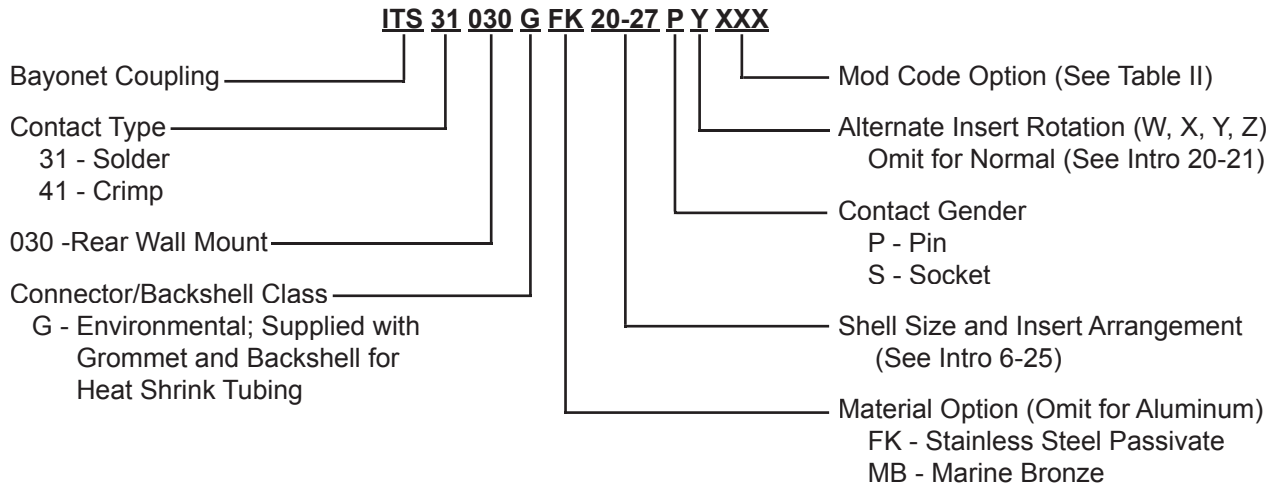 ITS 31 030 G FK 20-27 P Y XXX
Bayonet Coupling
Contact Type
31 - Solder
41 - Crimp
030 -Rear Wall Mount
Connector/Backshell Class
G - Environmental; Supplied with
Grommet and Backshell for
Heat Shrink Tubing
Mod Code Option (See Table II)
Alternate Insert Rotation (W, X, Y, Z)
Omit for Normal (See Intro 20-21)
Contact Gender
P - Pin
S - Socket
Shell Size and Insert Arrangement
(See Intro 6-25)
Material Option (Omit for Aluminum)
FK - Stainless Steel Passivate
MB - Marine Bronze